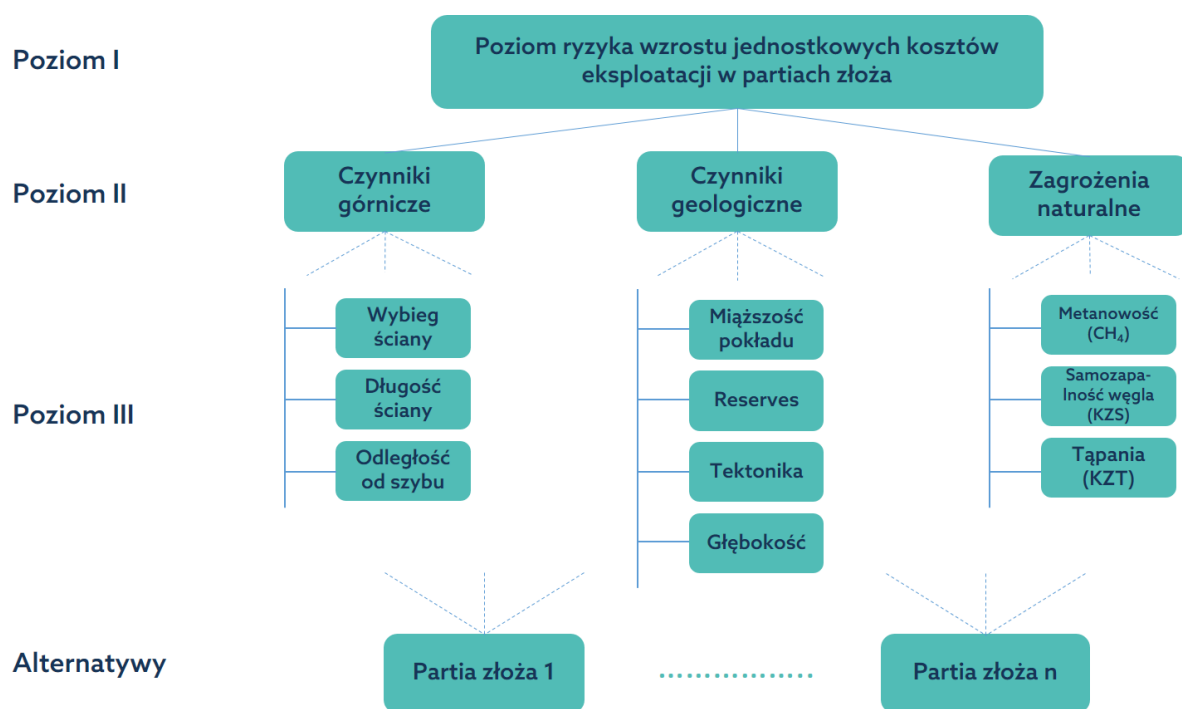 Poziom I
Poziom ryzyka wzrostu jednostkowych kosztów
eksploatacji w partiach złoża
Poziom II
Czynniki
górnicze
Czynniki
geologiczne
Zagrożenia
naturalne
Poziom III
Wybieg
ściany
Długość
ściany
Odległość
od szybu
Miąższość
pokładu
Reserves
Tektonika
Głębokość
Metanowość
(CH₄)
Samozapa-
lność węgla
(KZS)
Tąpania
(KZT)
Alternatywy
Partia złoża 1
Partia złoża n